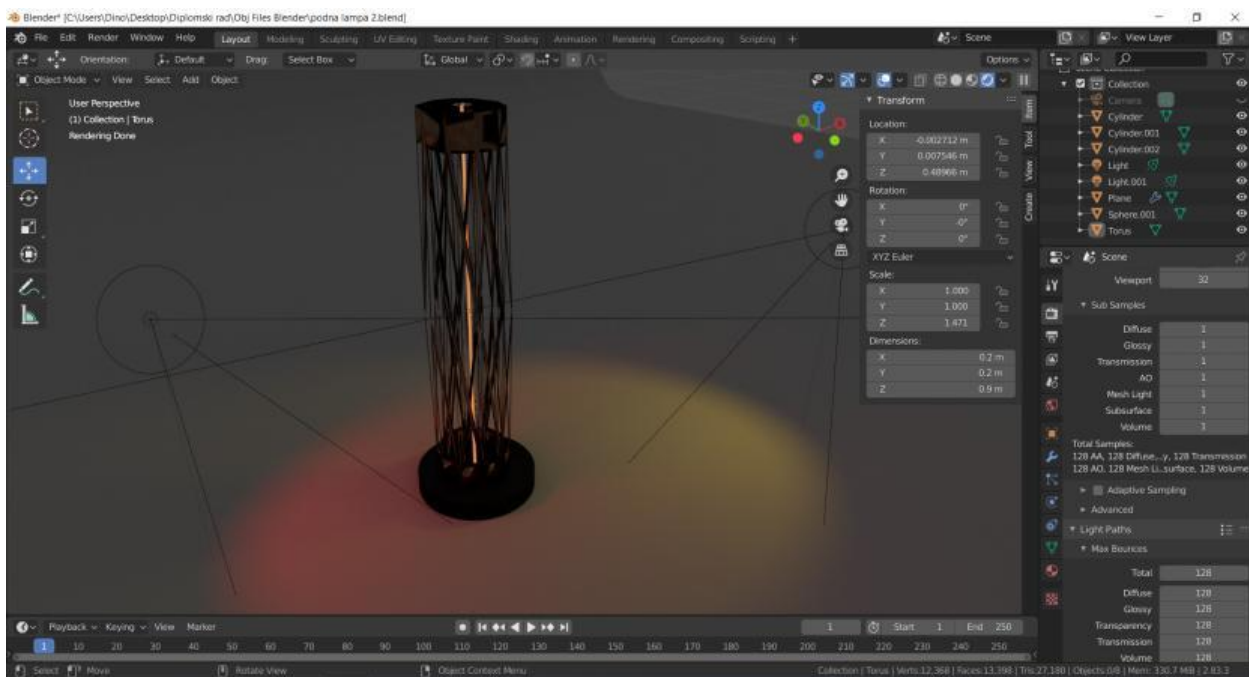 Blender* [C:\Users\Dino\Desktop\Diplomski rad\Obj Files Blender\podna lampa 2.blend]
File Edit Render Window Help Layout Modeling Sculpting UV Editing Texture Paint Shading Animation Rendering Compositing Scripting + Scene View Layer
Orientation: Default Drag: Select Box Global Options
Object Mode View Select Add Object
User Perspective
(1) Collection | Torus
Rendering Done
Transform
Location:
X -0.002712 m
Y 0.007546 m
Z 0.48966 m
Rotation:
X 0°
Y -0°
Z 0°
XYZ Euler
Scale:
X 1.000
Y 1.000
Z 1.471
Dimensions:
X 0.2 m
Y 0.2 m
Z 0.9 m
Item
Tool
View
Create
Collection
Camera
Cylinder
Cylinder.001
Cylinder.002
Light
Light.001
Plane
Sphere.001
Torus
Scene
Viewport 32
Sub Samples
Diffuse 1
Glossy 1
Transmission 1
AO 1
Mesh Light 1
Subsurface 1
Volume 1
Total Samples:
128 AA, 128 Diffuse,...y, 128 Transmission
128 AO, 128 Mesh Li...surface, 128 Volume
Adaptive Sampling
Advanced
Light Paths
Max Bounces
Total 128
Diffuse 128
Glossy 128
Transparency 128
Transmission 128
Volume 128
Playback Keying View Marker 1 Start 1 End 250
1 10 20 30 40 50 60 70 80 90 100 110 120 130 140 150 160 170 180 190 200 210 220 230 240 250
Select Move Rotate View Object Context Menu Collection | Torus | Verts:12,368 | Faces:13,398 | Tris:27,180 | Objects:0/8 | Mem: 330.7 MiB | 2.83.3